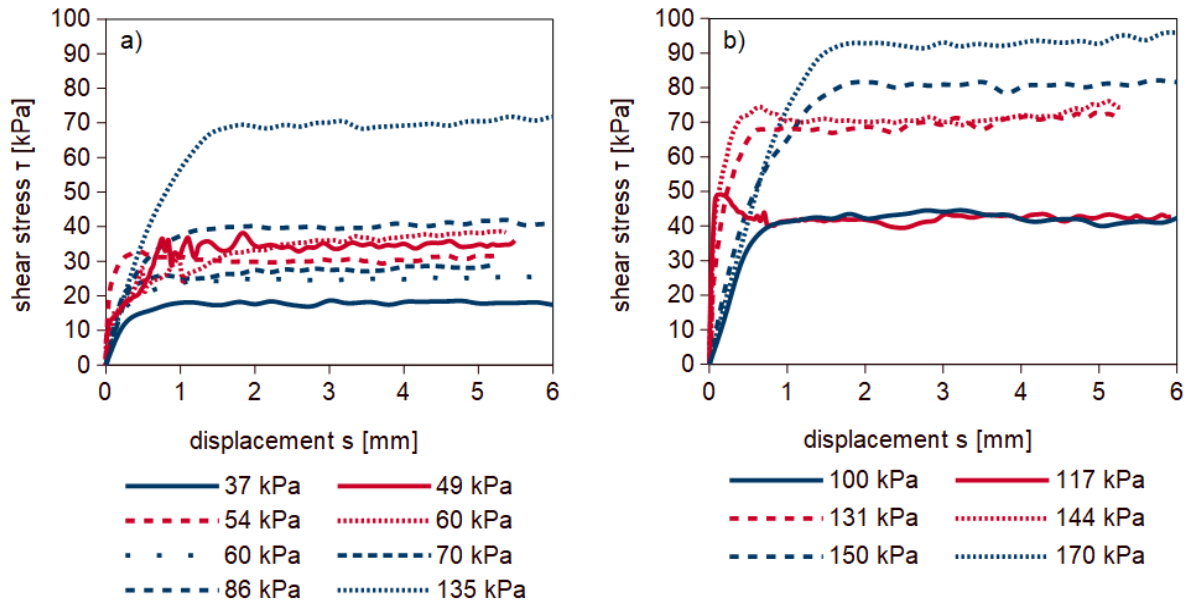 a)
100
90
80
70
60
50
40
30
20
10
0
shear stress τ [kPa]
0 1 2 3 4 5 6
displacement s [mm]
37 kPa 49 kPa
54 kPa 60 kPa
60 kPa 70 kPa
86 kPa 135 kPa
b)
100
90
80
70
60
50
40
30
20
10
0
shear stress τ [kPa]
0 1 2 3 4 5 6
displacement s [mm]
100 kPa 117 kPa
131 kPa 144 kPa
150 kPa 170 kPa